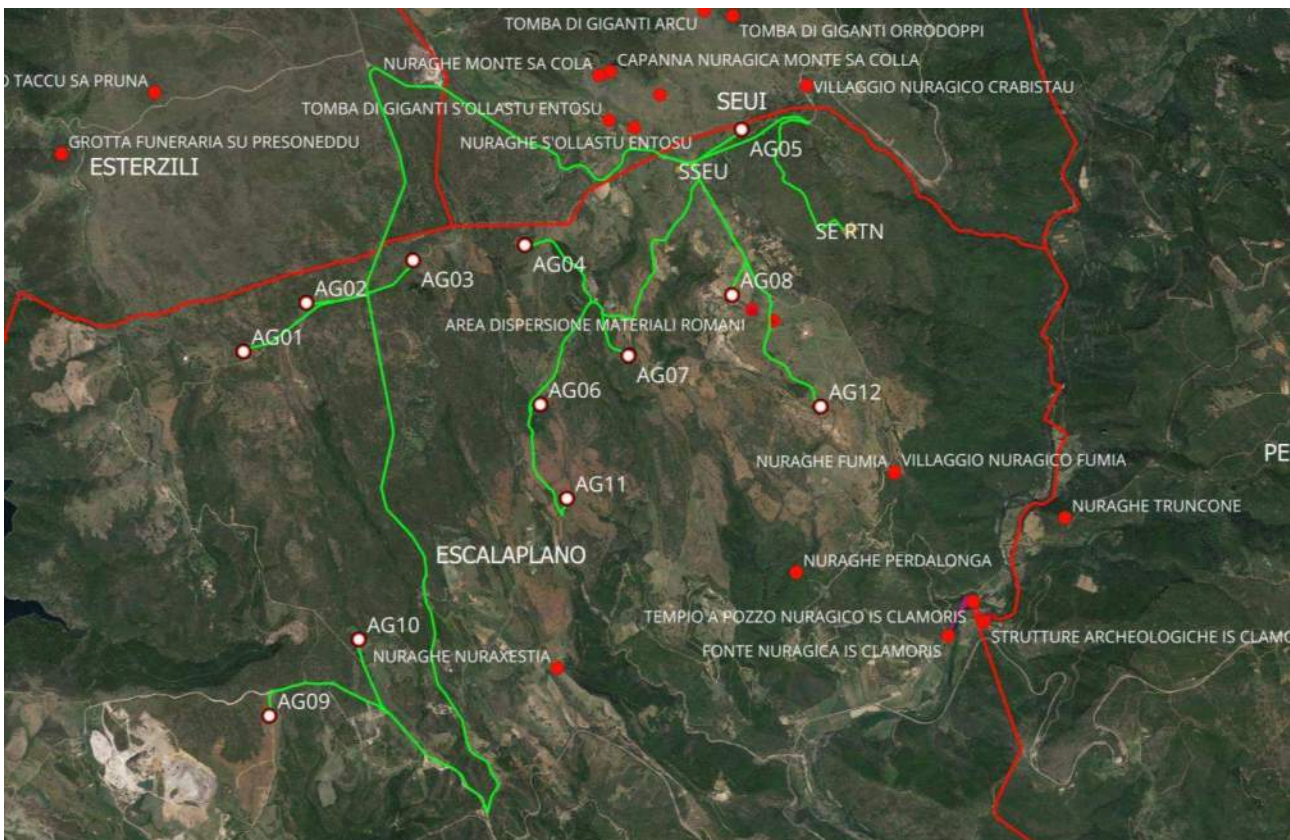 TOMBA DI GIGANTI ARCU
TOMBA DI GIGANTI ORRODOPPI
NURAGHE MONTE SA COLA
CAPANNA NURAGICA MONTE SA COLLA
O TACCU SA PRUNA
VILLAGGIO NURAGICO CRABISTAU
TOMBA DI GIGANTI S'OLLASTU ENTOSU
SEUI
GROTTA FUNERARIA SU PRESONEDDU
NURAGHE S'OLLASTU ENTOSU
AG05
ESTERZILI
SSEU
SE RTN
AG04
AG03
AG02
AG08
AREA DISPERSIONE MATERIALI ROMANI
AG01
AG07
AG06
AG12
NURAGHE FUMIA
VILLAGGIO NURAGICO FUMIA
PE
AG11
NURAGHE TRUNCONE
ESCALAPLANO
NURAGHE PERDALONGA
TEMPIO A POZZO NURAGICO IS CLAMORIS
AG10
STRUTTURE ARCHEOLOGICHE IS CLAMO
NURAGHE NURAXESTIA
FONTE NURAGICA IS CLAMORIS
AG09